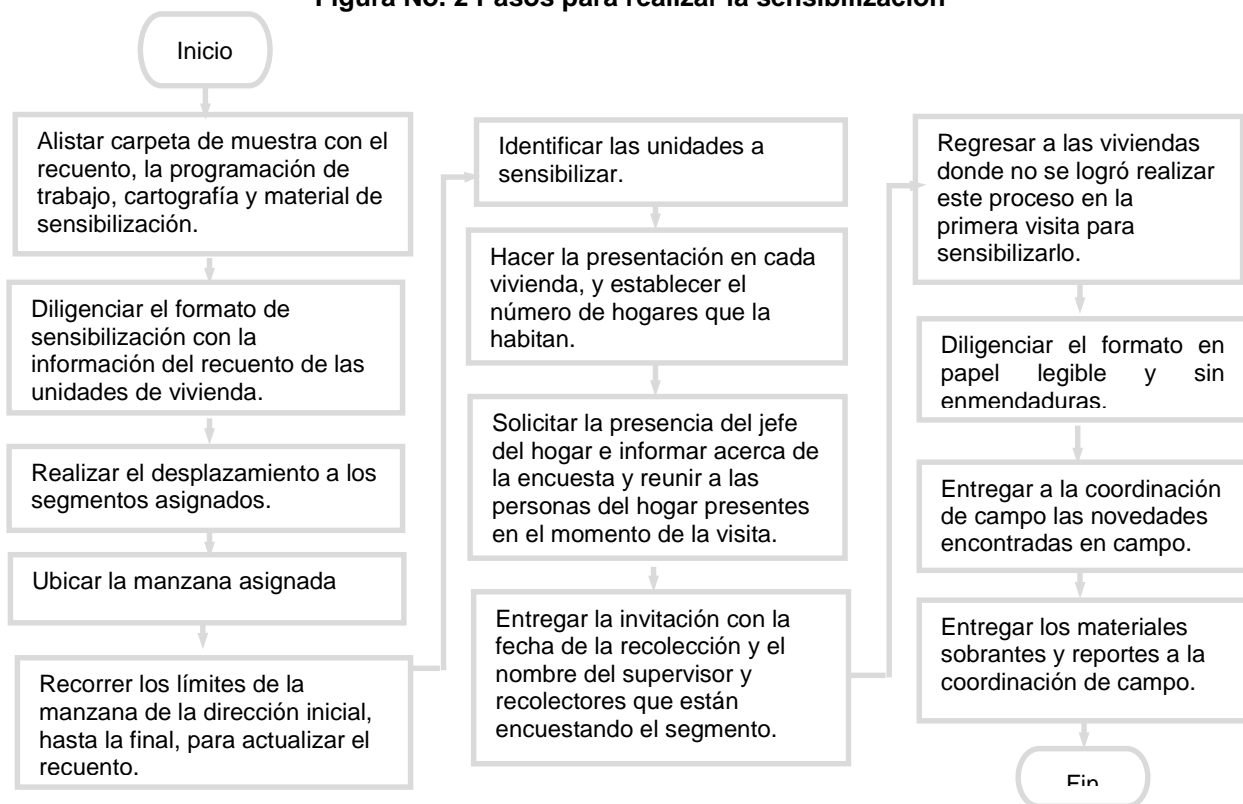 Figura No. 2 Pasos para realizar la sensibilización
Inicio
Alistar carpeta de muestra con el
recuento, la programación de
trabajo, cartografía y material de
sensibilización.
Diligenciar el formato de
sensibilización con la
información del recuento de las
unidades de vivienda.
Realizar el desplazamiento a los
segmentos asignados.
Ubicar la manzana asignada
Recorrer los límites de la
manzana de la dirección inicial,
hasta la final, para actualizar el
recuento.
Identificar las unidades a
sensibilizar.
Hacer la presentación en cada
vivienda, y establecer el
número de hogares que la
habitan.
Solicitar la presencia del jefe
del hogar e informar acerca de
la encuesta y reunir a las
personas del hogar presentes
en el momento de la visita.
Entregar la invitación con la
fecha de la recolección y el
nombre del supervisor y
recolectores que están
encuestando el segmento.
Regresar a las viviendas
donde no se logró realizar
este proceso en la
primera visita para
sensibilizarlo.
Diligenciar el formato en
papel legible y sin
enmendaduras.
Entregar a la coordinación
de campo las novedades
encontradas en campo.
Entregar los materiales
sobrantes y reportes a la
coordinación de campo.
Fin